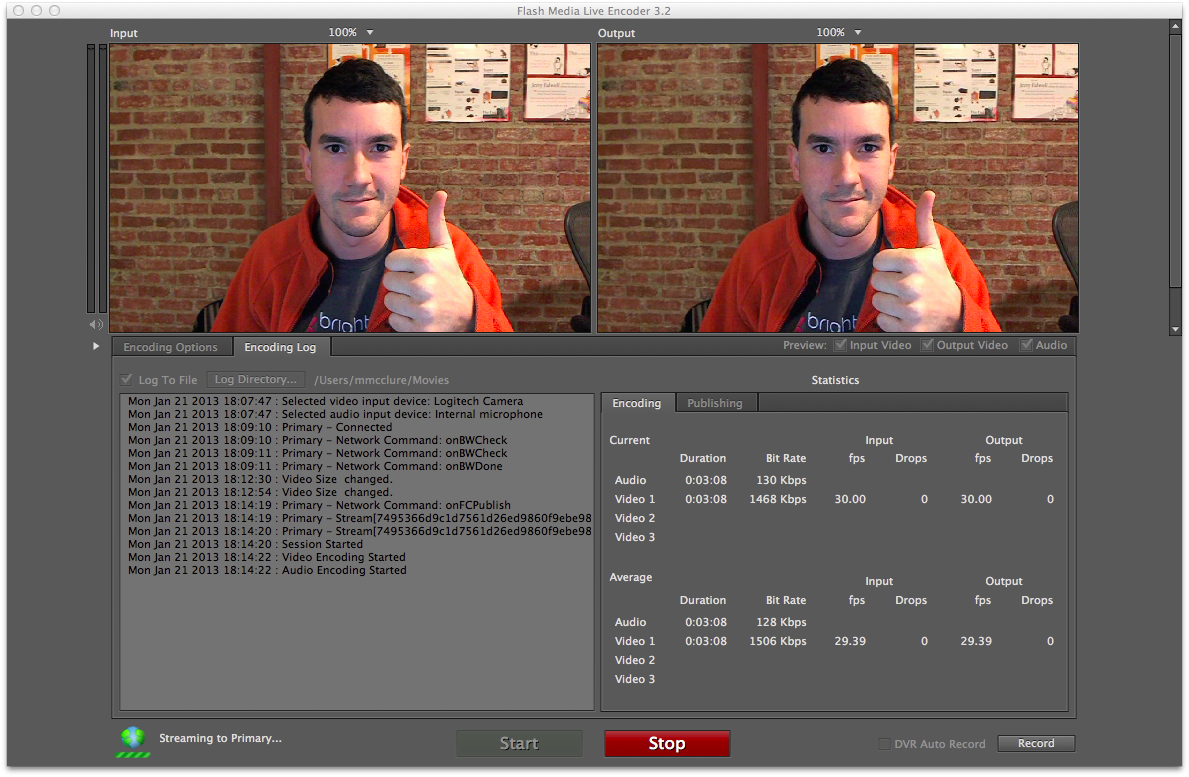 Flash Media Live Encoder 3.2
Input 100%
Output 100%
bright
bright
Encoding Options Encoding Log
Preview: Input Video Output Video Audio
Log To File Log Directory... /Users/mmcclure/Movies
Mon Jan 21 2013 18:07:47 : Selected video input device: Logitech Camera
Mon Jan 21 2013 18:07:47 : Selected audio input device: Internal microphone
Mon Jan 21 2013 18:09:10 : Primary – Connected
Mon Jan 21 2013 18:09:10 : Primary – Network Command: onBWCheck
Mon Jan 21 2013 18:09:11 : Primary – Network Command: onBWCheck
Mon Jan 21 2013 18:09:11 : Primary – Network Command: onBWDone
Mon Jan 21 2013 18:12:30 : Video Size  changed.
Mon Jan 21 2013 18:12:54 : Video Size  changed.
Mon Jan 21 2013 18:14:19 : Primary – Network Command: onFCPublish
Mon Jan 21 2013 18:14:19 : Primary – Stream[7495366d9c1d7561d26ed9860f9ebe98
Mon Jan 21 2013 18:14:20 : Primary – Stream[7495366d9c1d7561d26ed9860f9ebe98
Mon Jan 21 2013 18:14:20 : Session Started
Mon Jan 21 2013 18:14:22 : Video Encoding Started
Mon Jan 21 2013 18:14:22 : Audio Encoding Started
Statistics
Encoding Publishing
Current Input Output
Duration Bit Rate fps Drops fps Drops
Audio 0:03:08 130 Kbps
Video 1 0:03:08 1468 Kbps 30.00 0 30.00 0
Video 2
Video 3
Average Input Output
Duration Bit Rate fps Drops fps Drops
Audio 0:03:08 128 Kbps
Video 1 0:03:08 1506 Kbps 29.39 0 29.39 0
Video 2
Video 3
Streaming to Primary...
Start Stop
DVR Auto Record Record